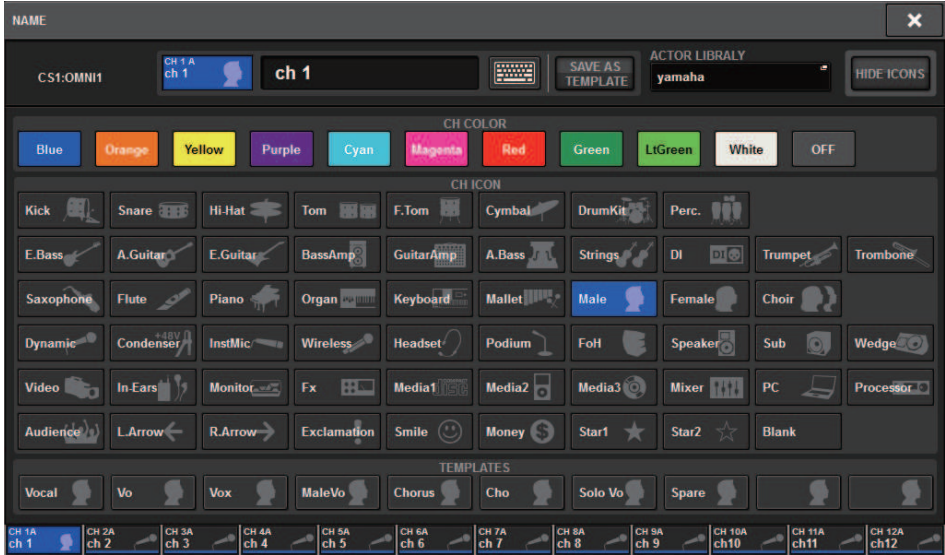 NAME
CS1:OMNI1
CH 1 A
ch 1
ch 1
SAVE AS
TEMPLATE
ACTOR LIBRALY
yamaha
HIDE ICONS
CH COLOR
Blue Orange Yellow Purple Cyan Magenta Red Green LtGreen White OFF
CH ICON
Kick Snare Hi-Hat Tom F.Tom Cymbal DrumKit Perc.
E.Bass A.Guitar E.Guitar BassAmp GuitarAmp A.Bass Strings DI DI Trumpet Trombone
Saxophone Flute Piano Organ Keyboard Mallet Male Female Choir
Dynamic Condenser +48V InstMic Wireless Headset Podium FoH Speaker Sub Wedge
Video In-Ears Monitor Fx Media1 Media2 Media3 Mixer PC Processor
Audience L.Arrow R.Arrow Exclamation Smile Money $ Star1 Star2 Blank
TEMPLATES
Vocal Vo Vox MaleVo Chorus Cho Solo Vo Spare
CH 1A CH 2A CH 3A CH 4A CH 5A CH 6A CH 7A CH 8A CH 9A CH 10A CH 11A CH 12A
ch 1 ch 2 ch 3 ch 4 ch 5 ch 6 ch 7 ch 8 ch 9 ch10 ch11 ch12